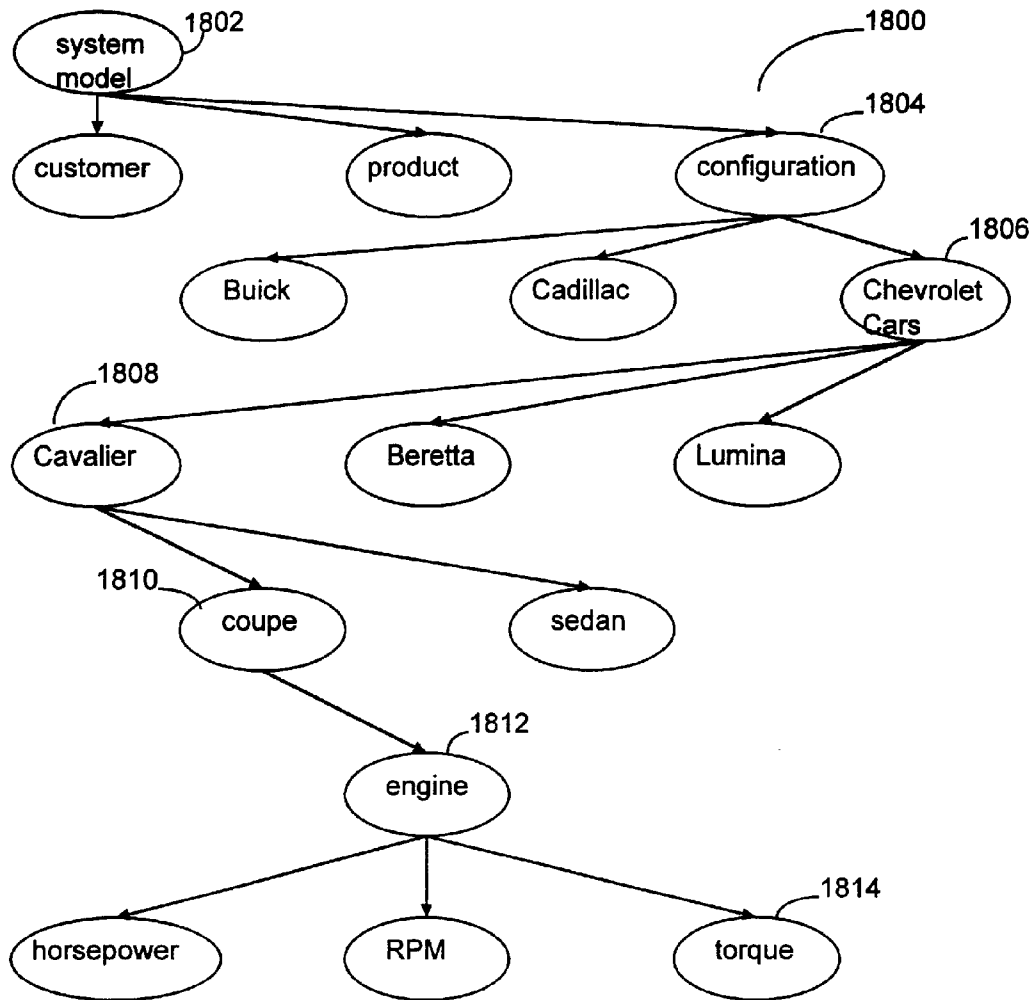 1802
system
model
1800
1804
customer
product
configuration
1806
Buick
Cadillac
Chevrolet
Cars
1808
Cavalier
Beretta
Lumina
1810
coupe
sedan
1812
engine
1814
horsepower
RPM
torque